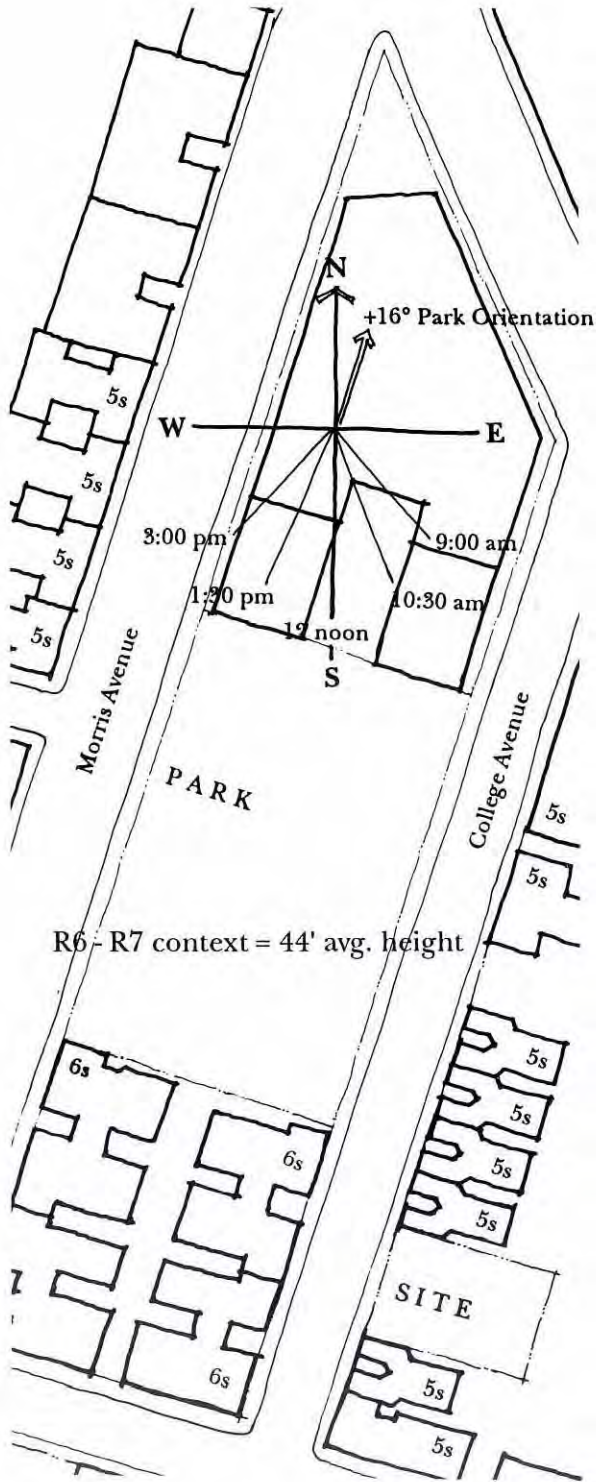 N
+16° Park Orientation
5s
W
E
5s
3:00 pm
9:00 am
5s
1:30 pm
10:30 am
12 noon
5s
S
Morris Avenue
College Avenue
PARK
5s
5s
R6 - R7 context = 44' avg. height
6s
5s
5s
6s
5s
5s
SITE
6s
5s
5s